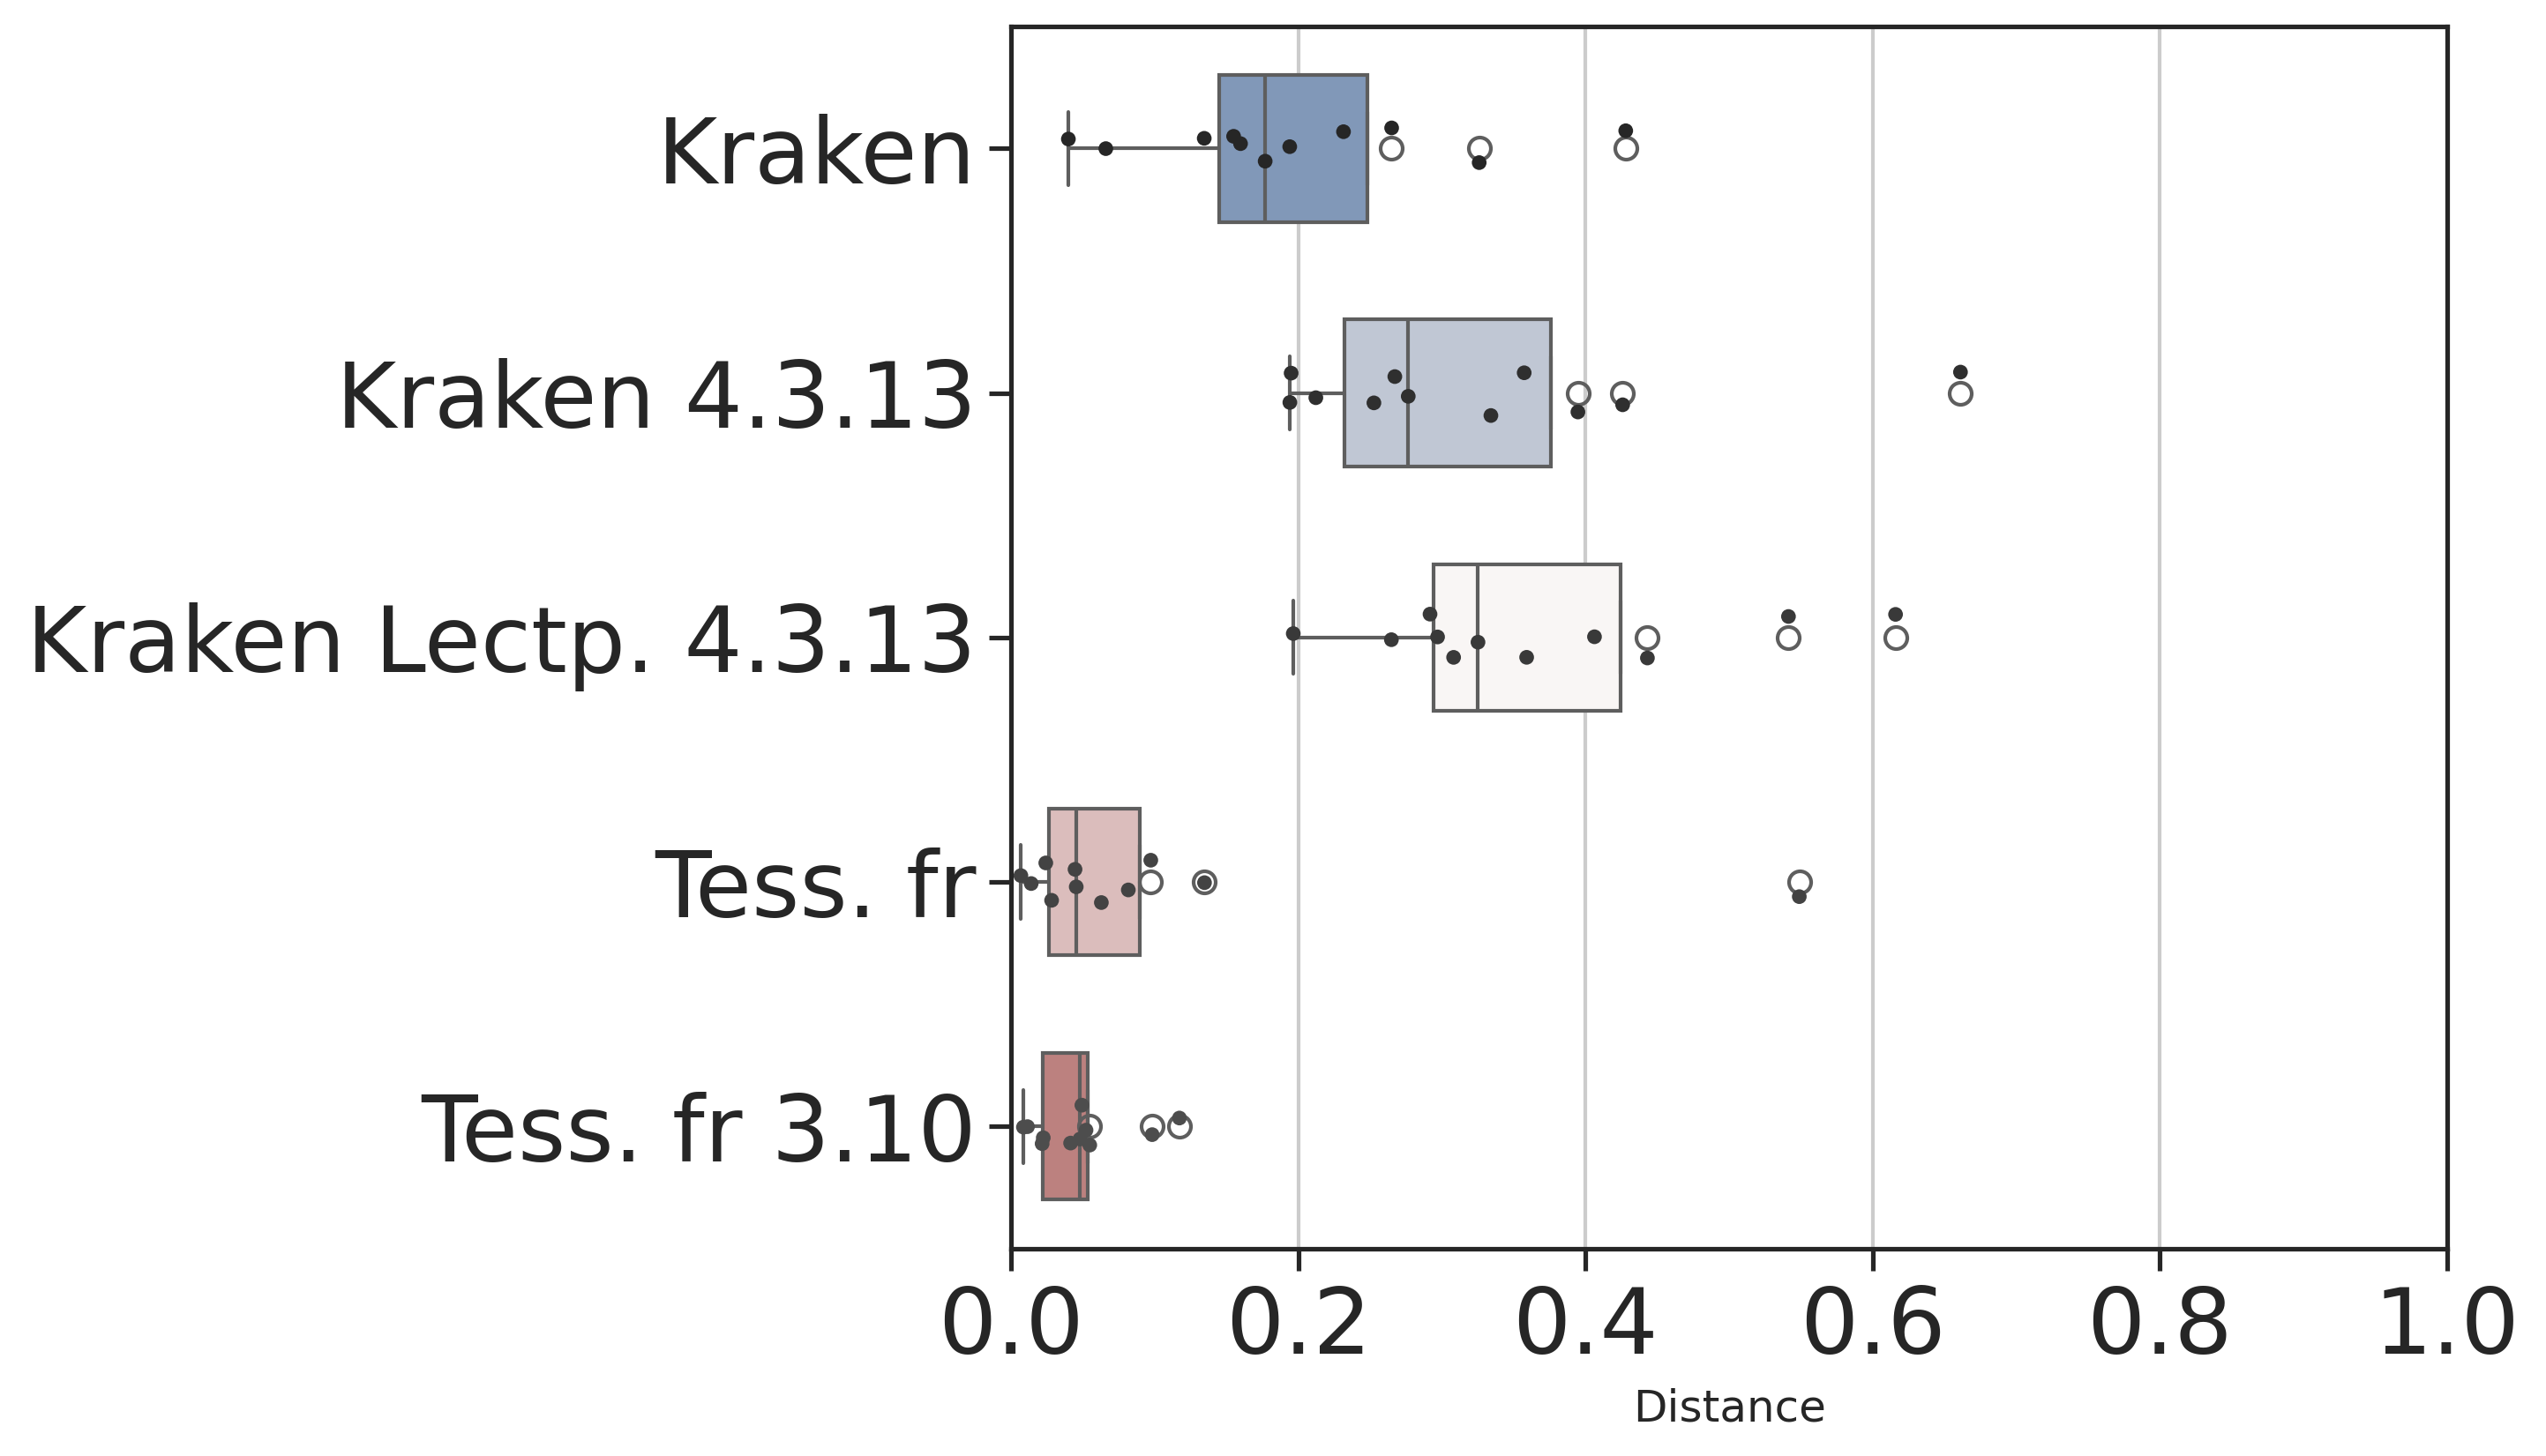 Kraken
Kraken 4.3.13
Kraken Lectp. 4.3.13
Tess. fr
Tess. fr 3.10
0.0 0.2 0.4 0.6 0.8 1.0
Distance